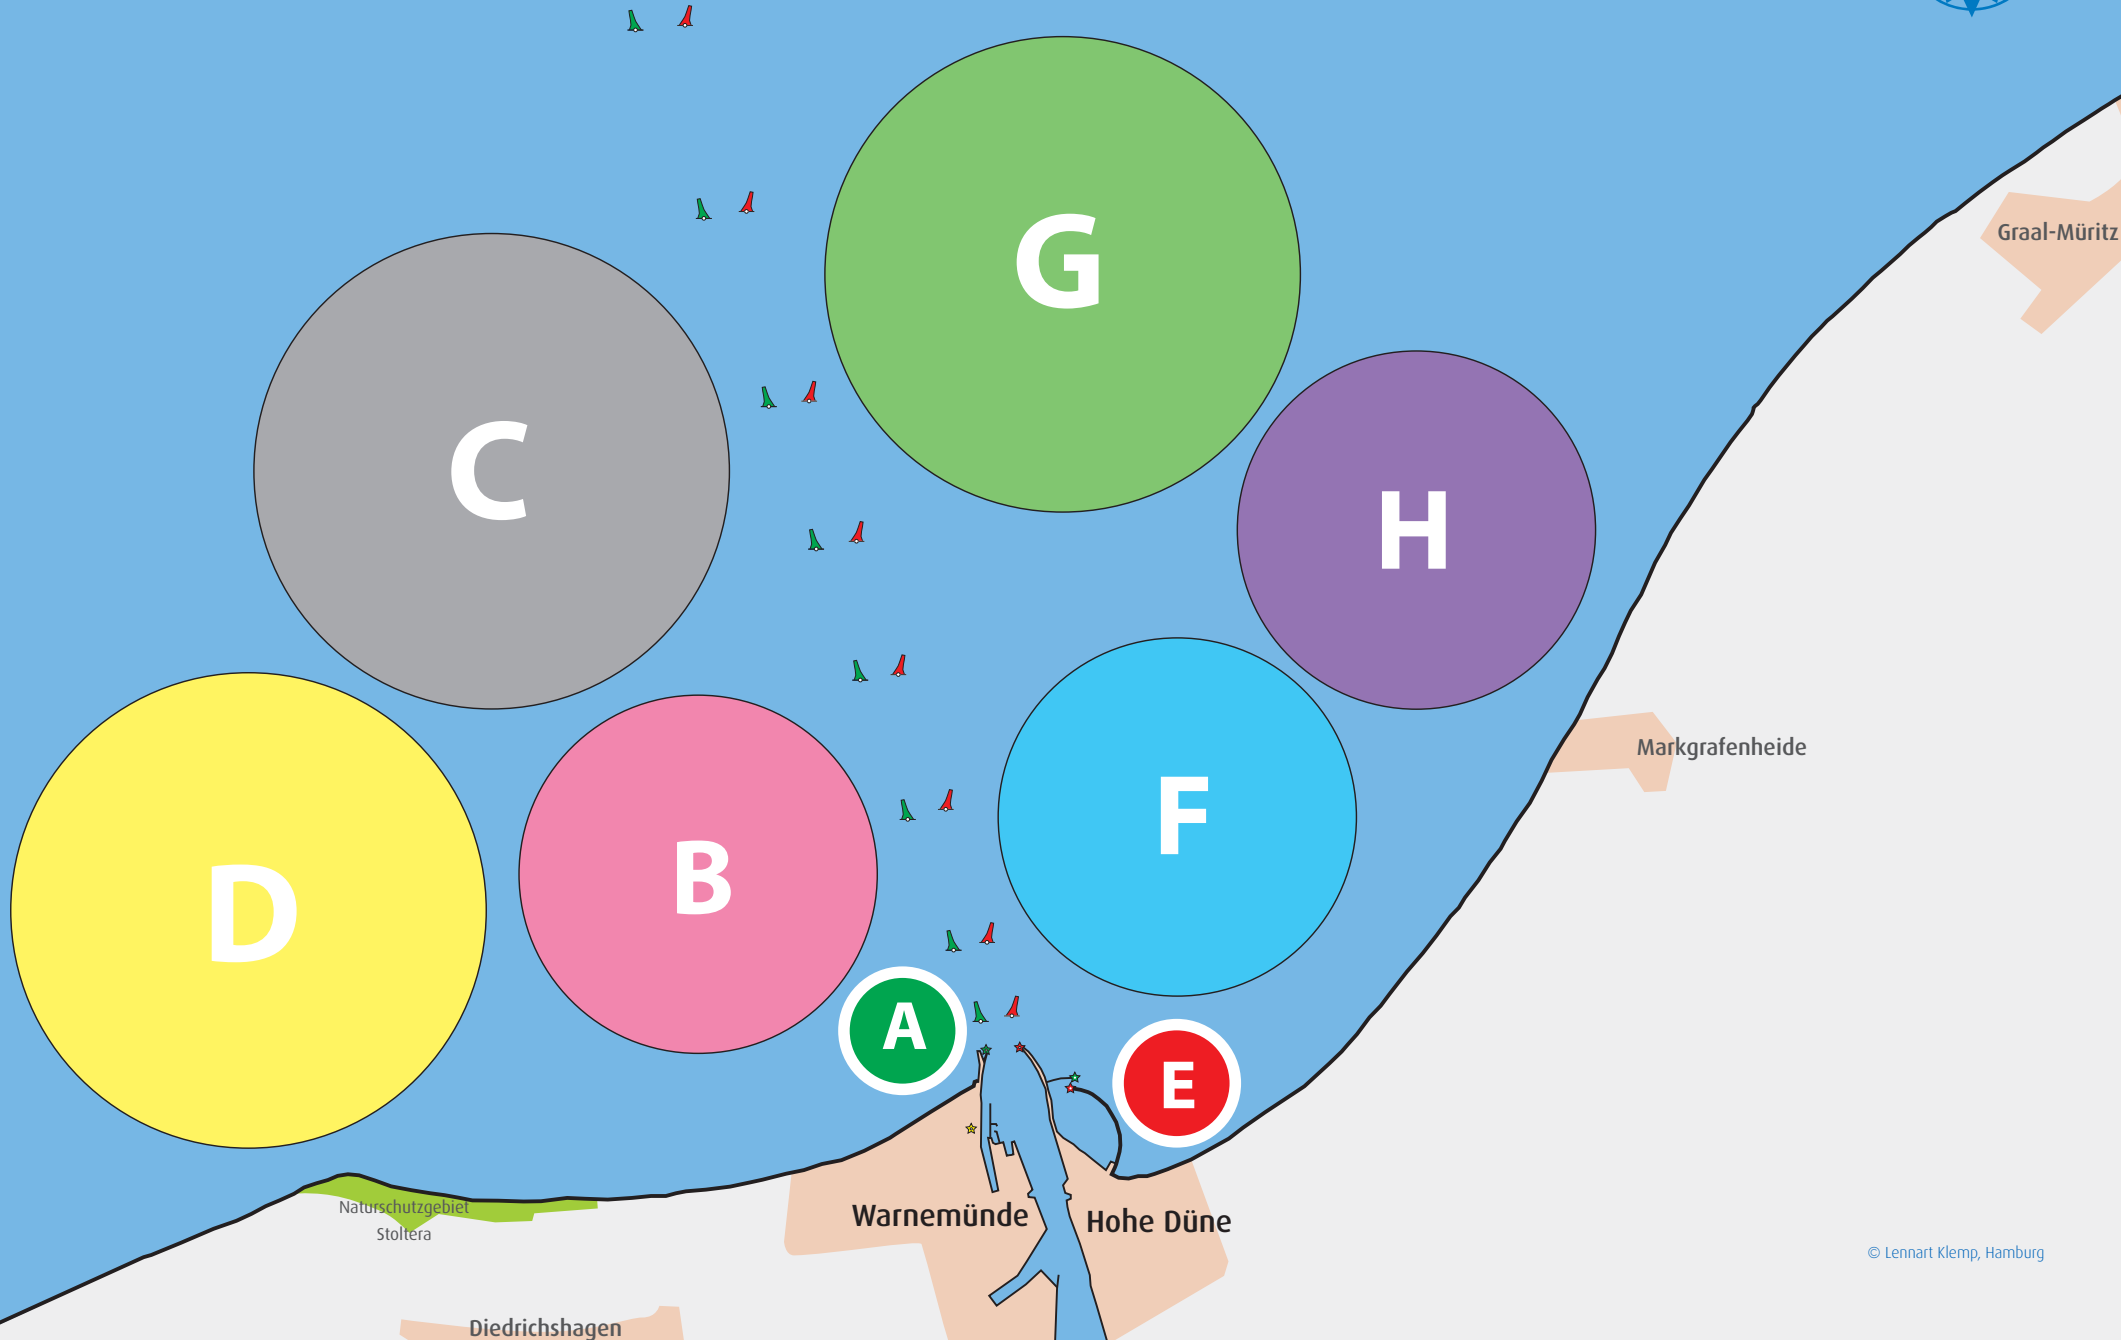 G
Graal-Müritz
C
H
Markgrafenheide
F
D
B
A
E
Naturschutzgebiet
Stoltera
Warnemünde
Hohe Düne
© Lennart Klemp, Hamburg
Diedrichshagen